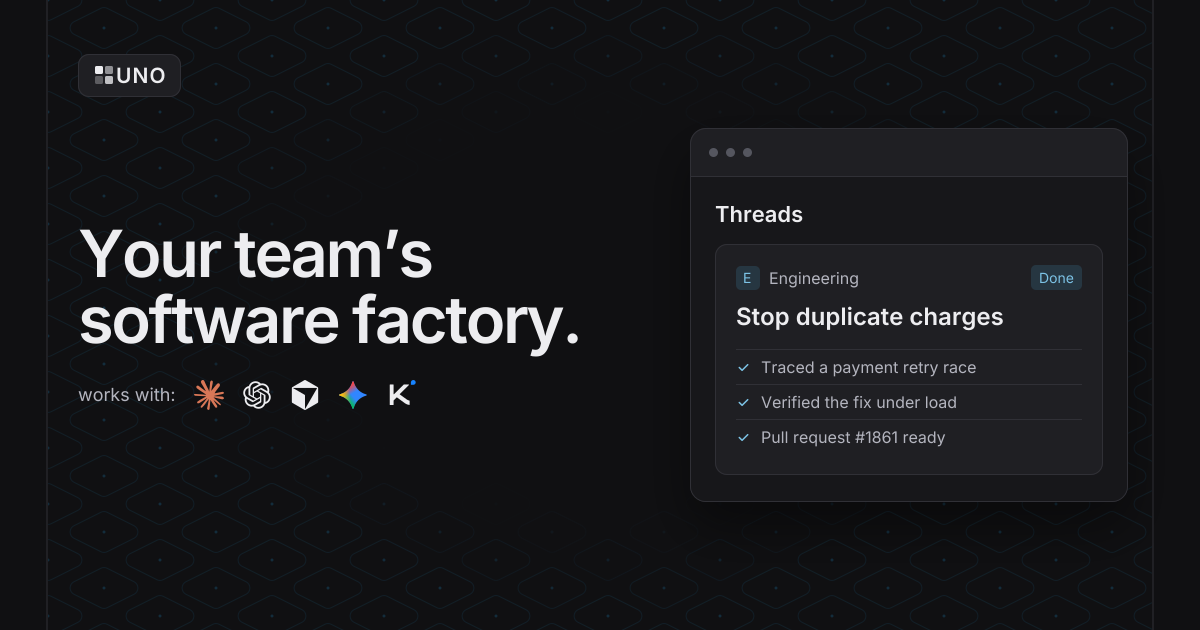 UNO
Your team’s
software factory.
works with:
Threads
E Engineering Done
Stop duplicate charges
Traced a payment retry race
Verified the fix under load
Pull request #1861 ready